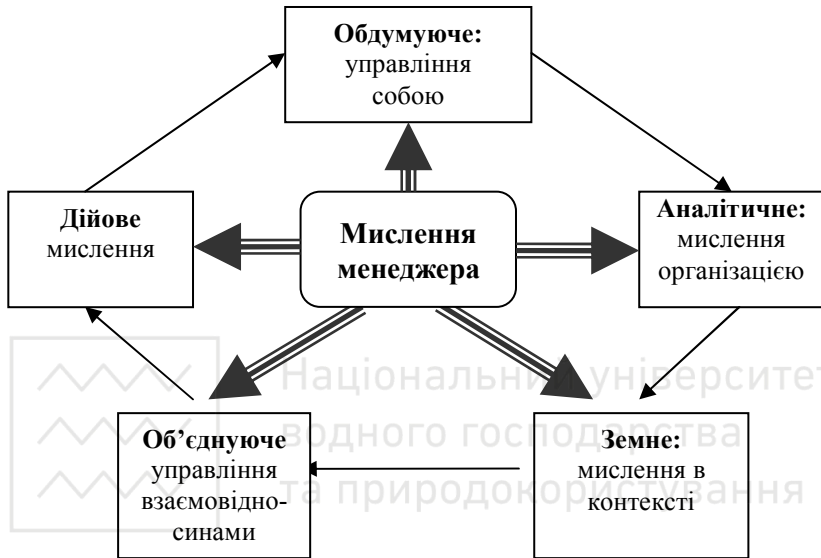 Обдумуюче:
управління
собою
Дійове
мислення
Мислення
менеджера
Аналітичне:
мислення
організацією
Національний університет
водного господарства
та природокористування
Об’єднуюче
управління
взаємовідно-
синами
Земне:
мислення в
контексті